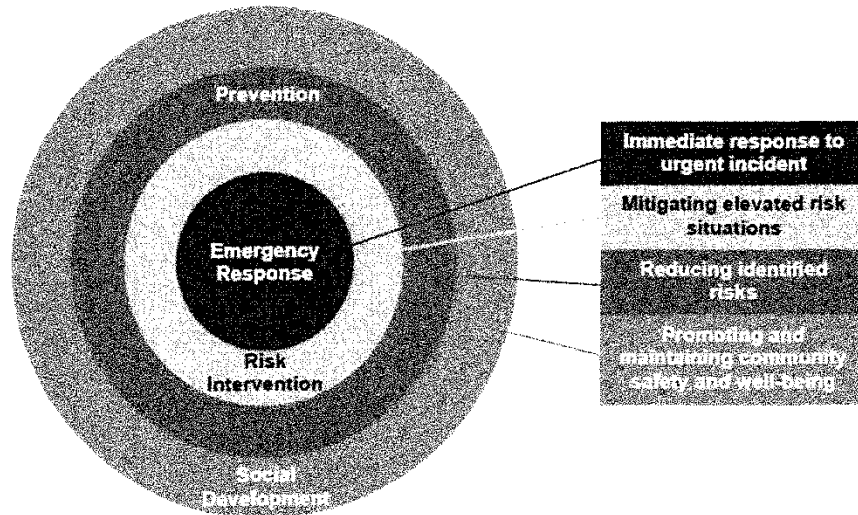 Prevention
Emergency
Response
Risk
Intervention
Social
Development
Immediate response to
urgent incident
Mitigating elevated risk
situations
Reducing identified
risks
Promoting and
maintaining community
safety and well-being